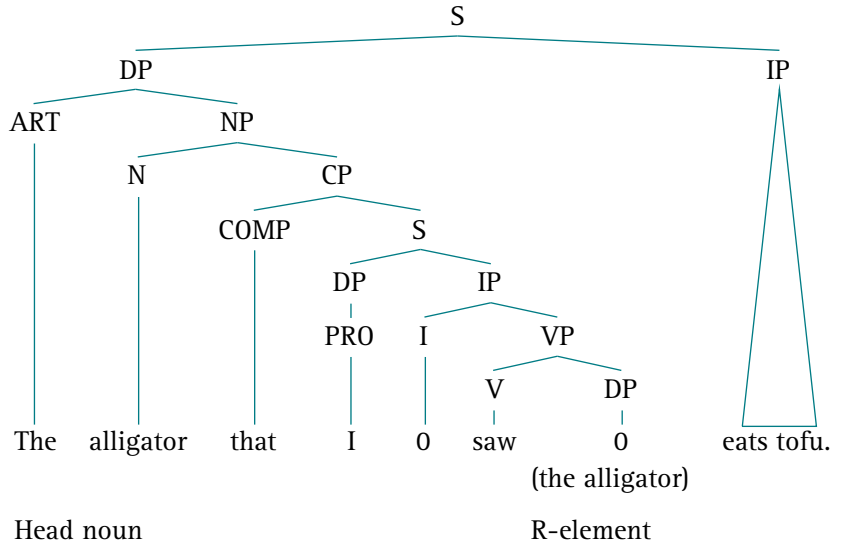 S
DP IP
ART NP
N CP
COMP S
DP IP
PRO I VP
V DP
The alligator that I 0 saw 0 eats tofu.
(the alligator)
Head noun R-element